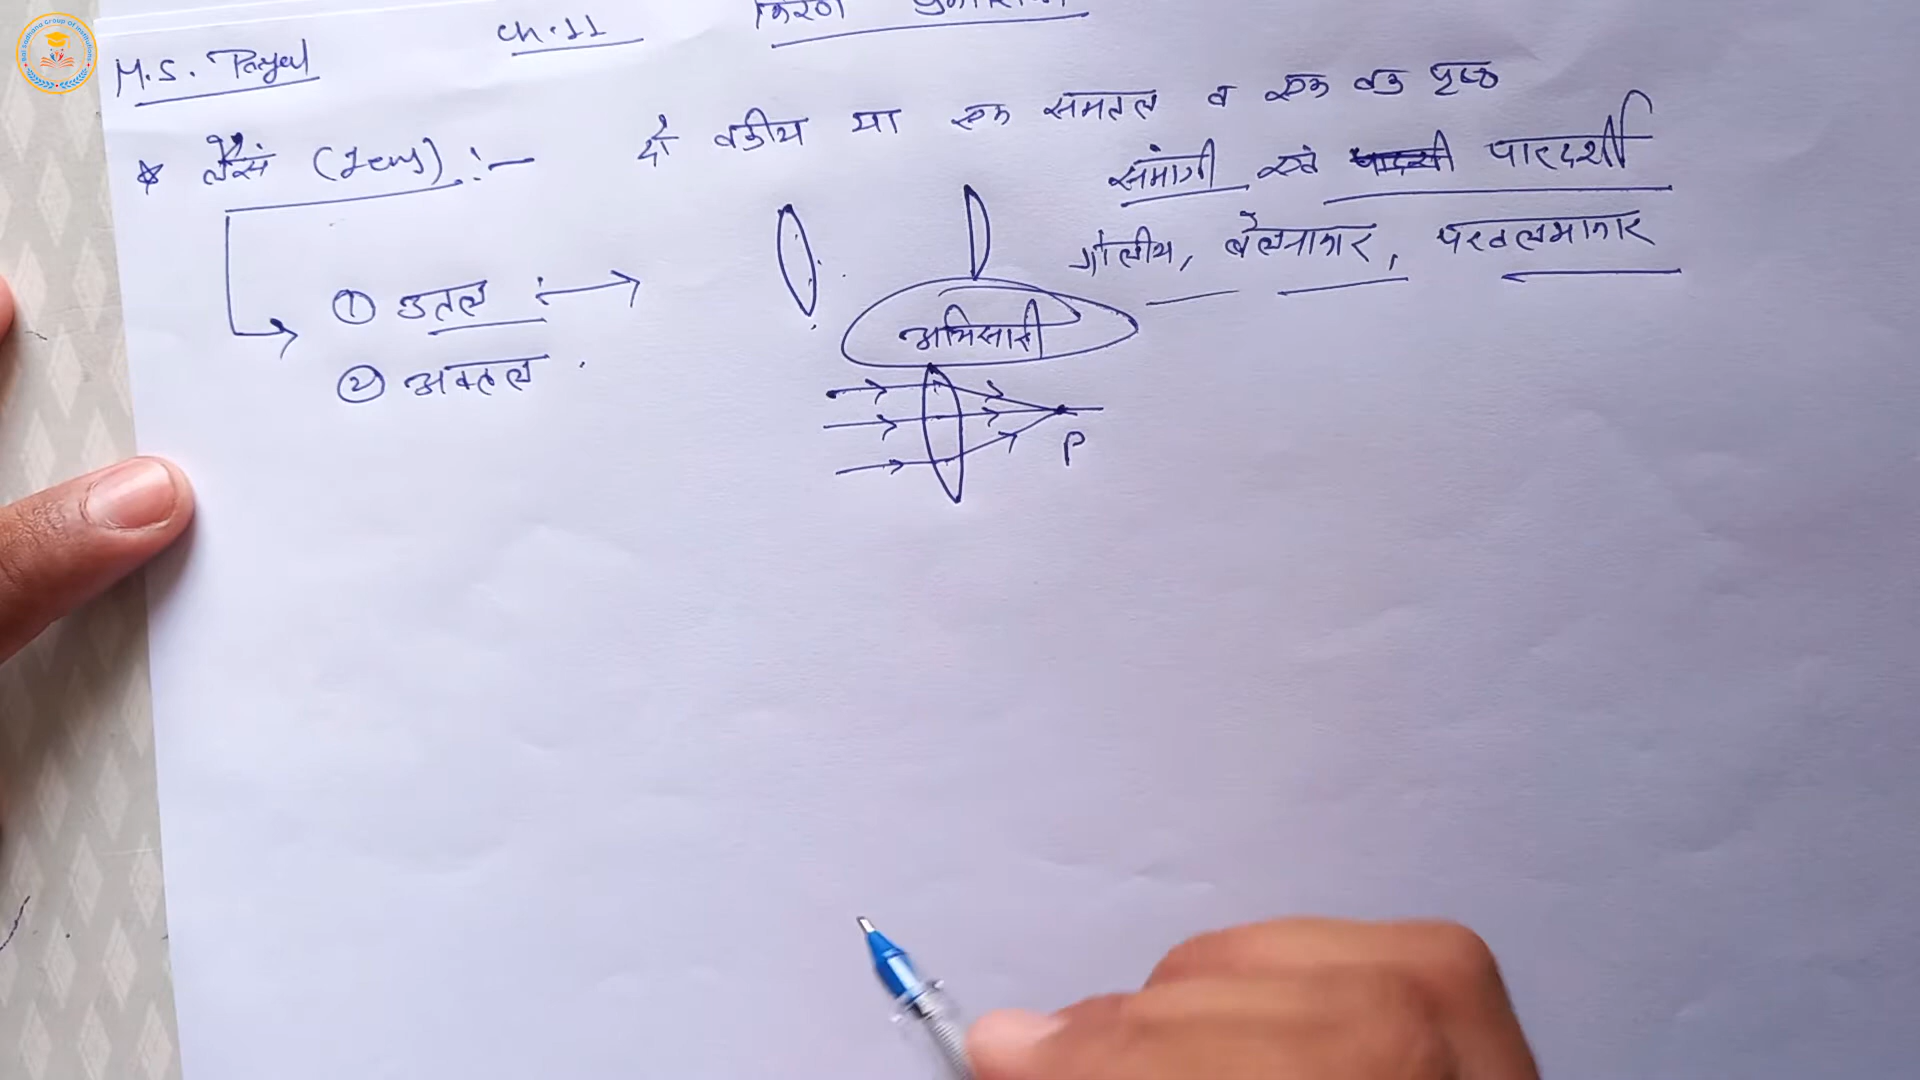 M.S. Payal
Ch.11
किरण
* लेंस (Lens) :-
दो वक्रीय या एक समतल व एक वक्र पृष्ठ
समांगी एवं पारदर्शी
गोलीय, बेलनाकार, परवलयाकार
① उत्तल :→
② अवतल .
अभिसारी
P